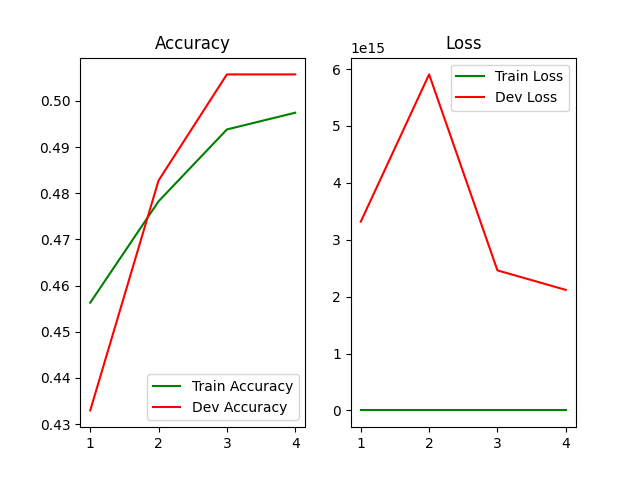 Accuracy
0.50
0.49
0.48
0.47
0.46
0.45
0.44
0.43
1 2 3 4
Train Accuracy
Dev Accuracy
Loss
1e15
6
5
4
3
2
1
0
1 2 3 4
Train Loss
Dev Loss